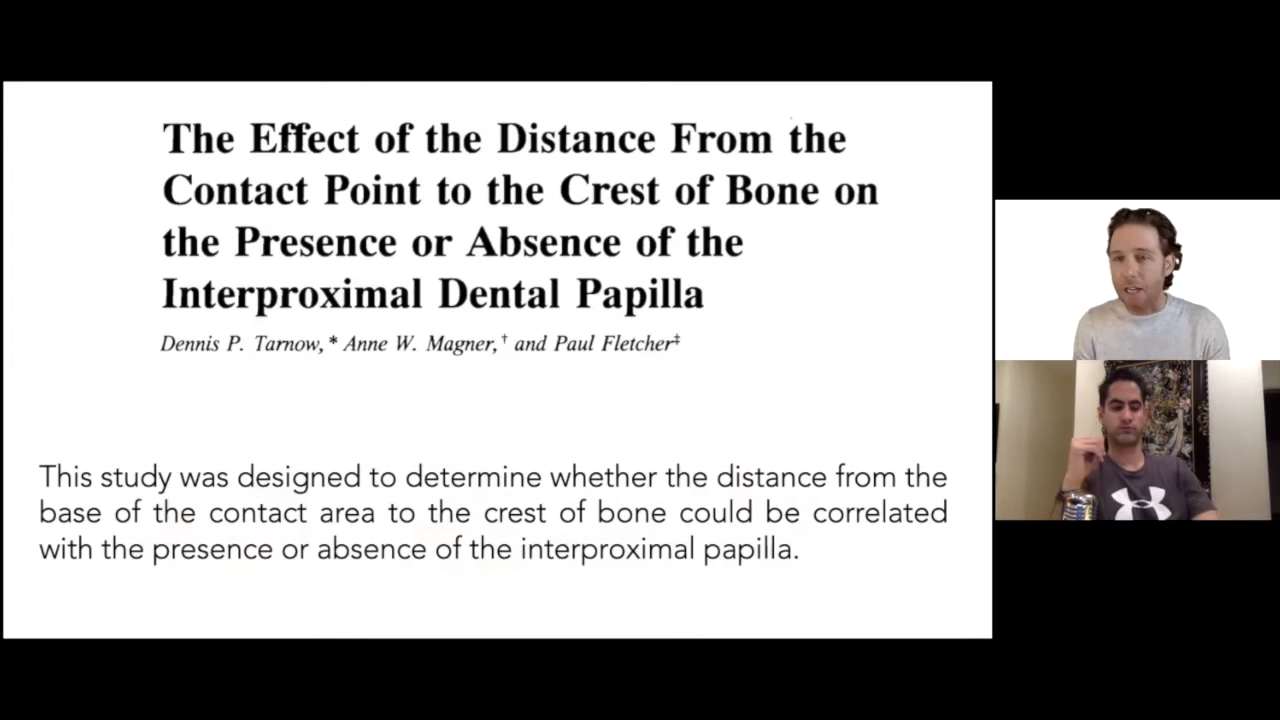 The Effect of the Distance From the
Contact Point to the Crest of Bone on
the Presence or Absence of the
Interproximal Dental Papilla
Dennis P. Tarnow,* Anne W. Magner,† and Paul Fletcher‡
This study was designed to determine whether the distance from the
base of the contact area to the crest of bone could be correlated
with the presence or absence of the interproximal papilla.